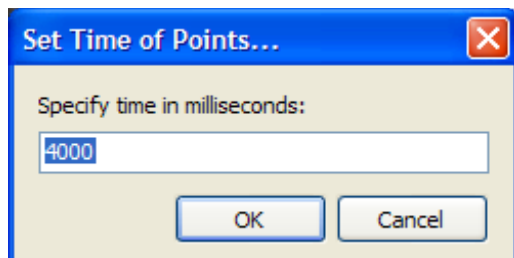 Set Time of Points...
Specify time in milliseconds:
4000
OK Cancel